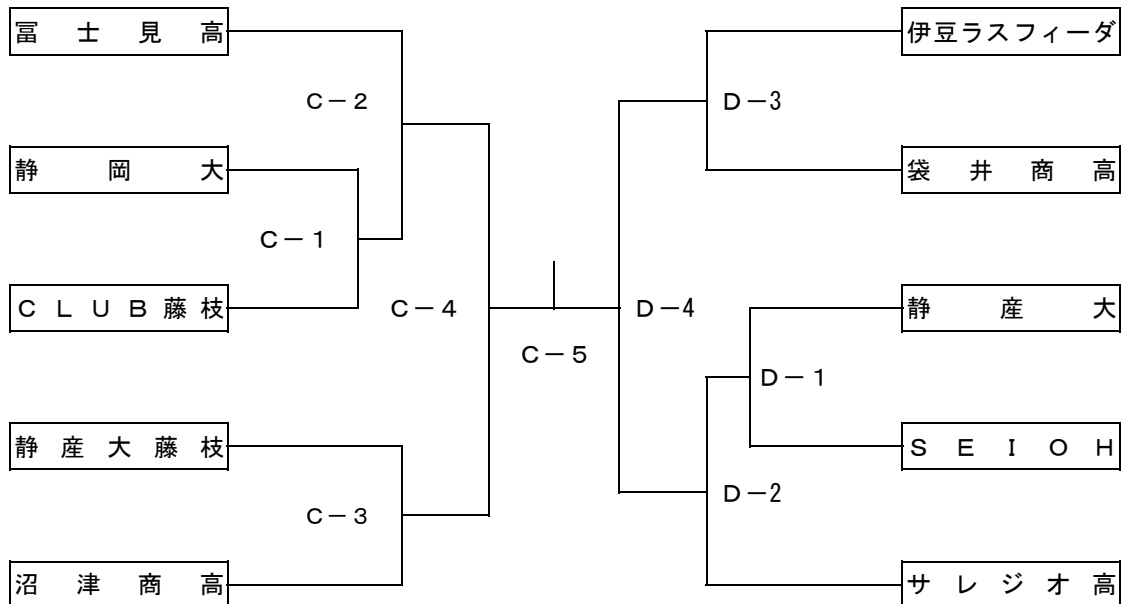 冨士見高
伊豆ラスフィーダ
C－2
D－3
静岡大
袋井商高
C－1
CLUB藤枝
C－4
D－4
静産大
C－5
D－1
静産大藤枝
SEIOH
D－2
C－3
沼津商高
サレジオ高